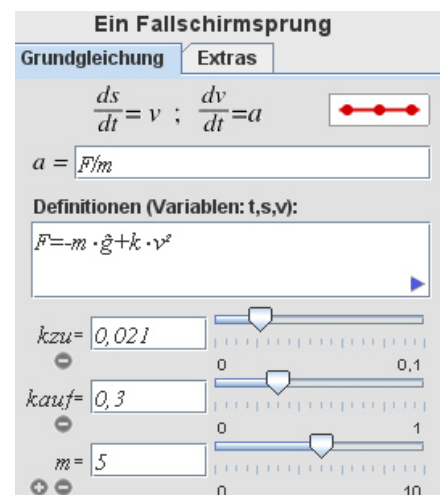 Ein Fallschirmsprung
Grundgleichung Extras
ds/dt = v ; dv/dt = a
a = F/m
Definitionen (Variablen: t,s,v):
F=-m·ĝ+k·v²
kzu= 0,021
0 0,1
kauf= 0,3
0 1
m= 5
0 10